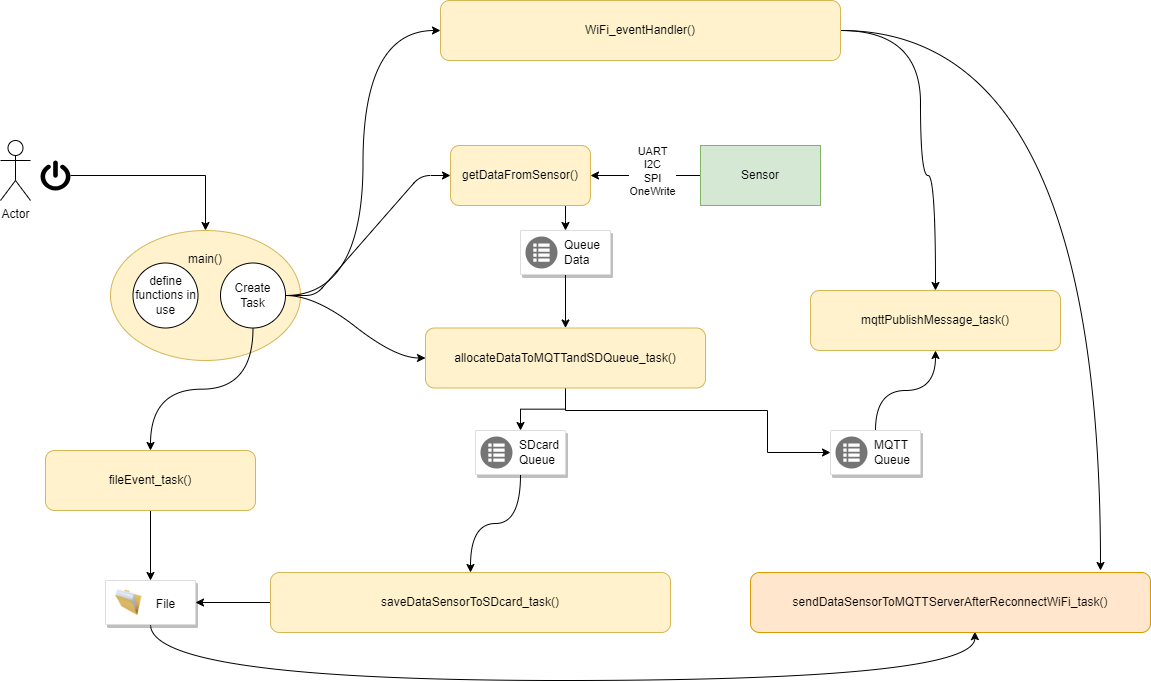 WiFi_eventHandler()
UART
I2C
SPI
OneWrite
getDataFromSensor()
Sensor
Actor
main()
Queue
Data
define
functions in
use
Create
Task
mqttPublishMessage_task()
allocateDataToMQTTandSDQueue_task()
SDcard
Queue
MQTT
Queue
fileEvent_task()
File
saveDataSensorToSDcard_task()
sendDataSensorToMQTTServerAfterReconnectWiFi_task()